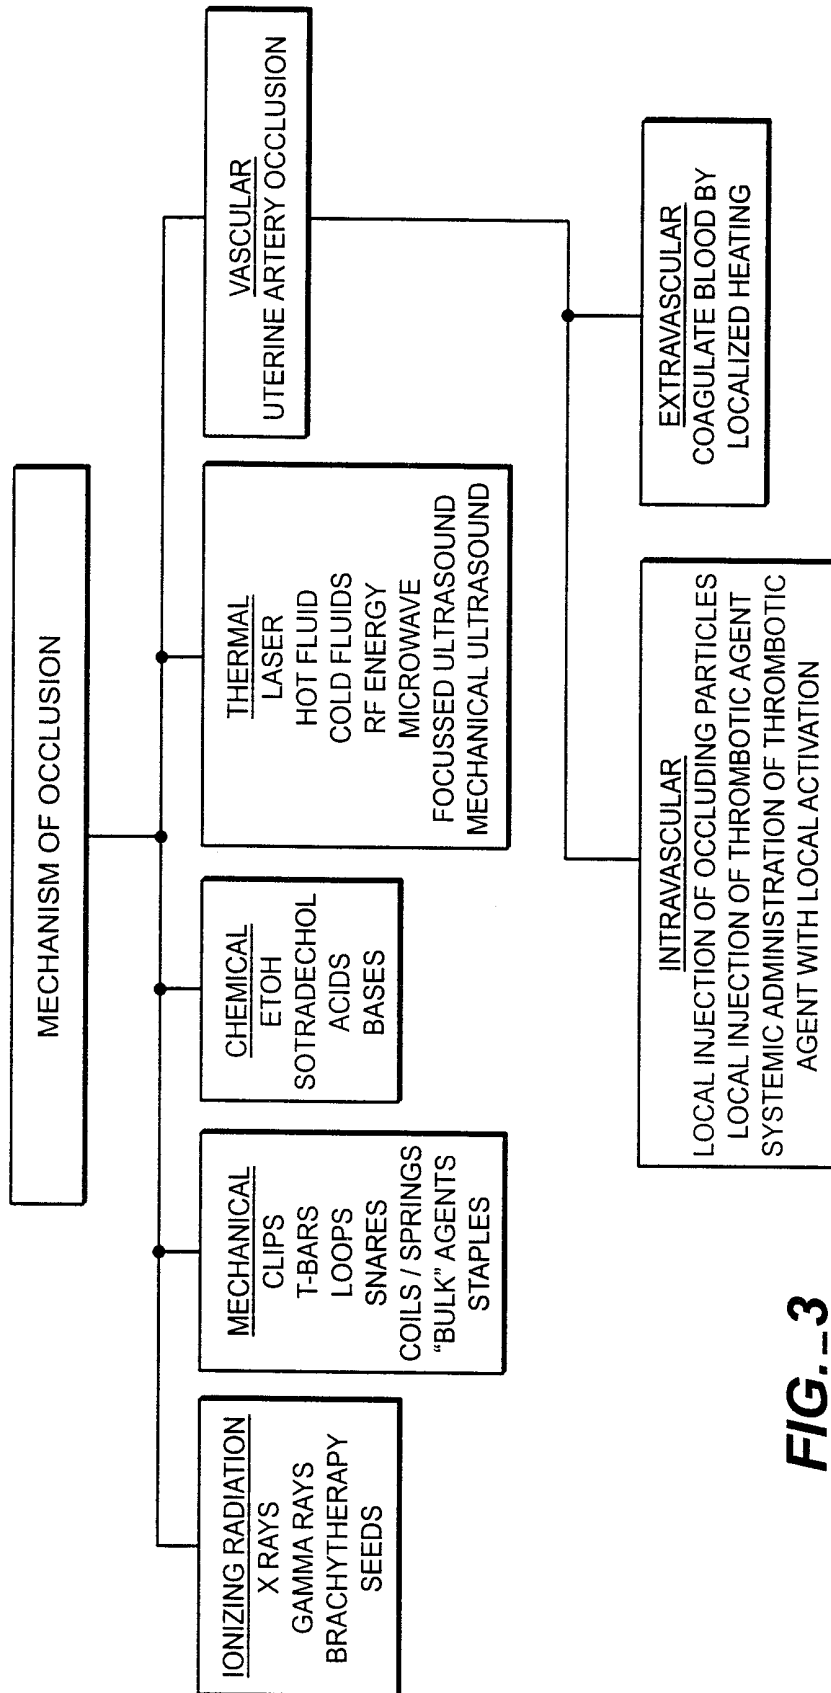 MECHANISM OF OCCLUSION
IONIZING RADIATION
X RAYS
GAMMA RAYS
BRACHYTHERAPY
SEEDS
MECHANICAL
CLIPS
T-BARS
LOOPS
SNARES
COILS / SPRINGS
“BULK” AGENTS
STAPLES
CHEMICAL
ETOH
SOTRADECHOL
ACIDS
BASES
THERMAL
LASER
HOT FLUID
COLD FLUIDS
RF ENERGY
MICROWAVE
FOCUSSED ULTRASOUND
MECHANICAL ULTRASOUND
VASCULAR
UTERINE ARTERY OCCLUSION
INTRAVASCULAR
LOCAL INJECTION OF OCCLUDING PARTICLES
LOCAL INJECTION OF THROMBOTIC AGENT
SYSTEMIC ADMINISTRATION OF THROMBOTIC
AGENT WITH LOCAL ACTIVATION
EXTRAVASCULAR
COAGULATE BLOOD BY
LOCALIZED HEATING
FIG._3